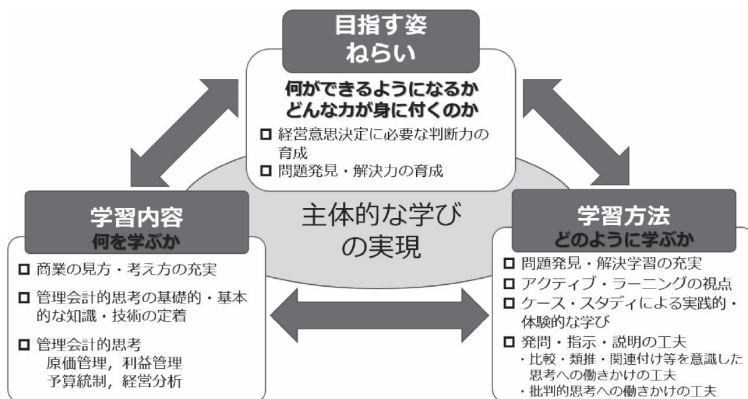 目指す姿
ねらい
何ができるようになるか
どんな力が身に付くのか
経営意思決定に必要な判断力の
育成
問題発見・解決力の育成
主体的な学び
の実現
学習内容
何を学ぶか
商業の見方・考え方の充実
管理会計的思考の基礎的・基本
的な知識・技術の定着
管理会計的思考
原価管理,利益管理
予算統制,経営分析
学習方法
どのように学ぶか
問題発見・解決学習の充実
アクティブ・ラーニングの視点
ケース・スタディによる実践的・
体験的な学び
発問・指示・説明の工夫
・比較・類推・関連付け等を意識した
思考への働きかけの工夫
・批判的思考への働きかけの工夫